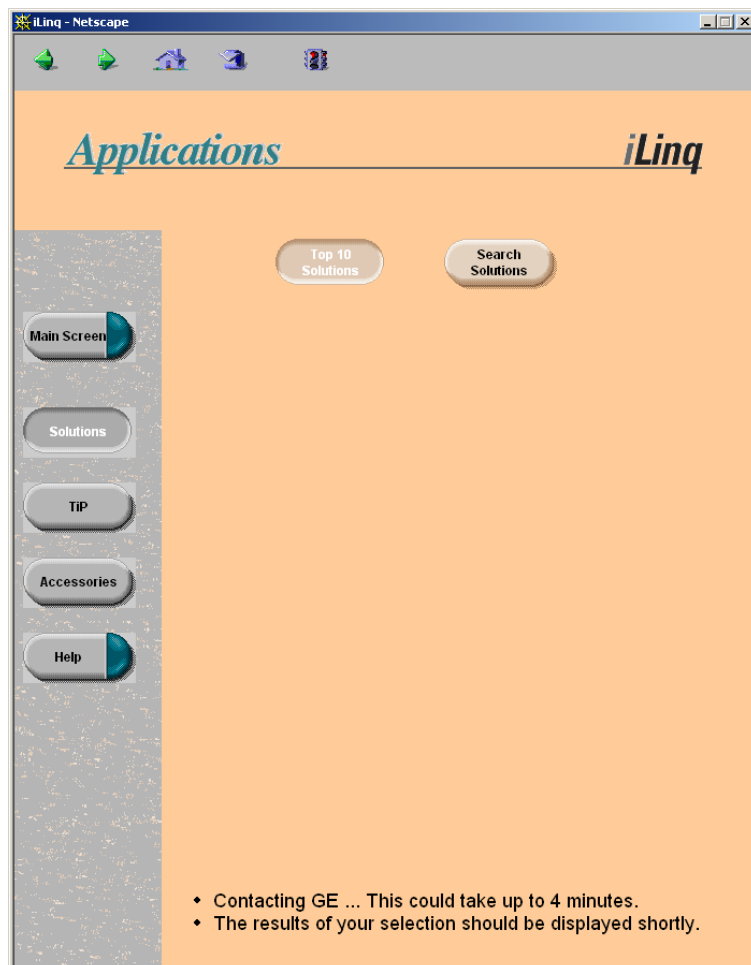 iLinq - Netscape
Applications
iLinq
Top 10
Solutions
Search
Solutions
Main Screen
Solutions
TiP
Accessories
Help
Contacting GE ... This could take up to 4 minutes.
The results of your selection should be displayed shortly.